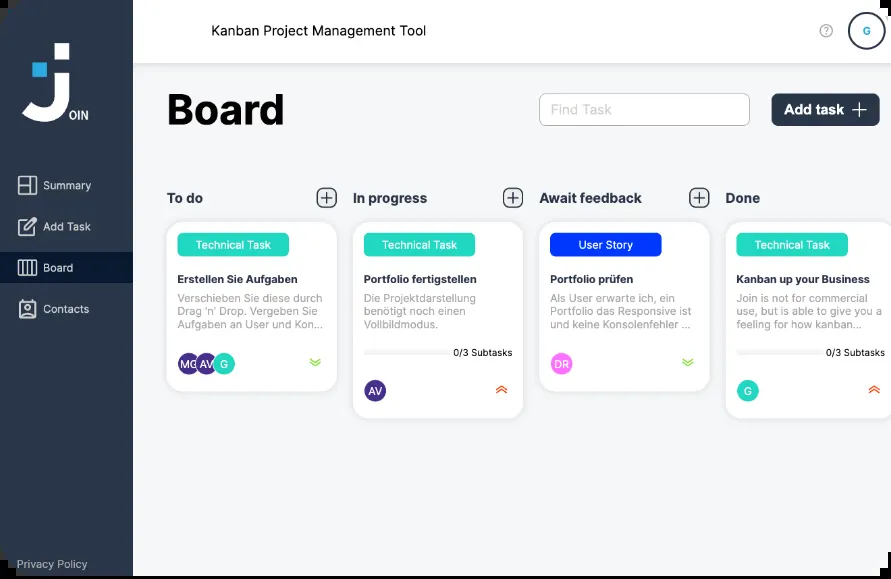 Kanban Project Management Tool
G
OIN
Board
Find Task
Add task
Summary
Add Task
Board
Contacts
Privacy Policy
To do
In progress
Await feedback
Done
Technical Task
Erstellen Sie Aufgaben
Verschieben Sie diese durch
Drag 'n' Drop. Vergeben Sie
Aufgaben an User und Kon...
MG AV G
Technical Task
Portfolio fertigstellen
Die Projektdarstellung
benötigt noch einen
Vollbildmodus.
0/3 Subtasks
AV
User Story
Portfolio prüfen
Als User erwarte ich, ein
Portfolio das Responsive ist
und keine Konsolenfehler ...
DR
Technical Task
Kanban up your Business
Join is not for commercial
use, but is able to give you a
feeling for how kanban...
0/3 Subtasks
G